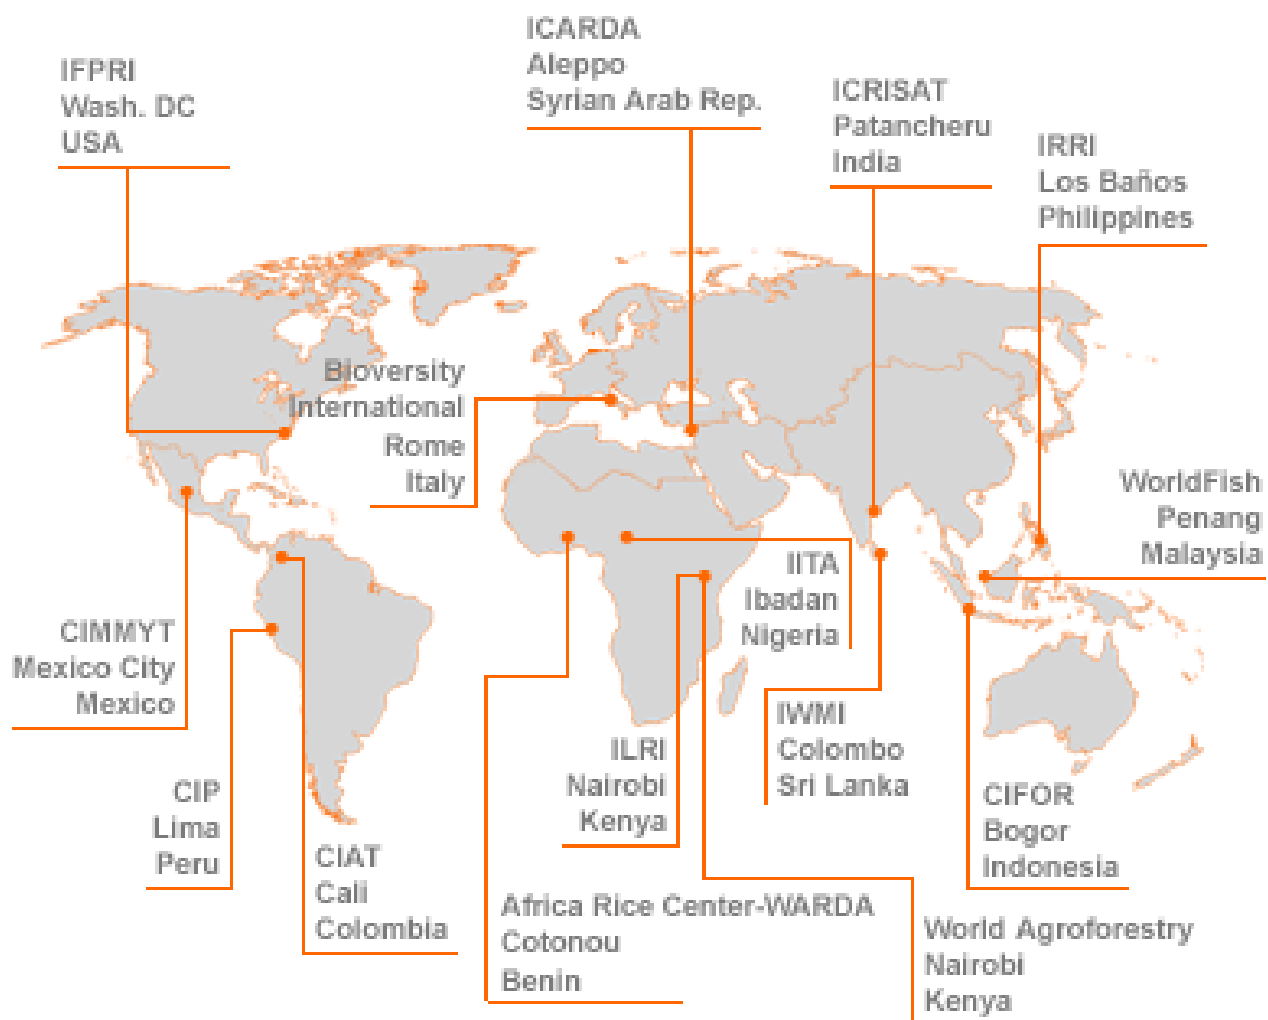 ICARDA
Aleppo
Syrian Arab Rep.
IFPRI
Wash. DC
USA
ICRISAT
Patancheru
India
IRRI
Los Baños
Philippines
Bioversity
International
Rome
Italy
WorldFish
Penang
Malaysia
IITA
Ibadan
Nigeria
CIMMYT
Mexico City
Mexico
IWMI
Colombo
Sri Lanka
ILRI
Nairobi
Kenya
CIP
Lima
Peru
CIFOR
Bogor
Indonesia
CIAT
Cali
Colombia
Africa Rice Center-WARDA
Cotonou
Benin
World Agroforestry
Nairobi
Kenya